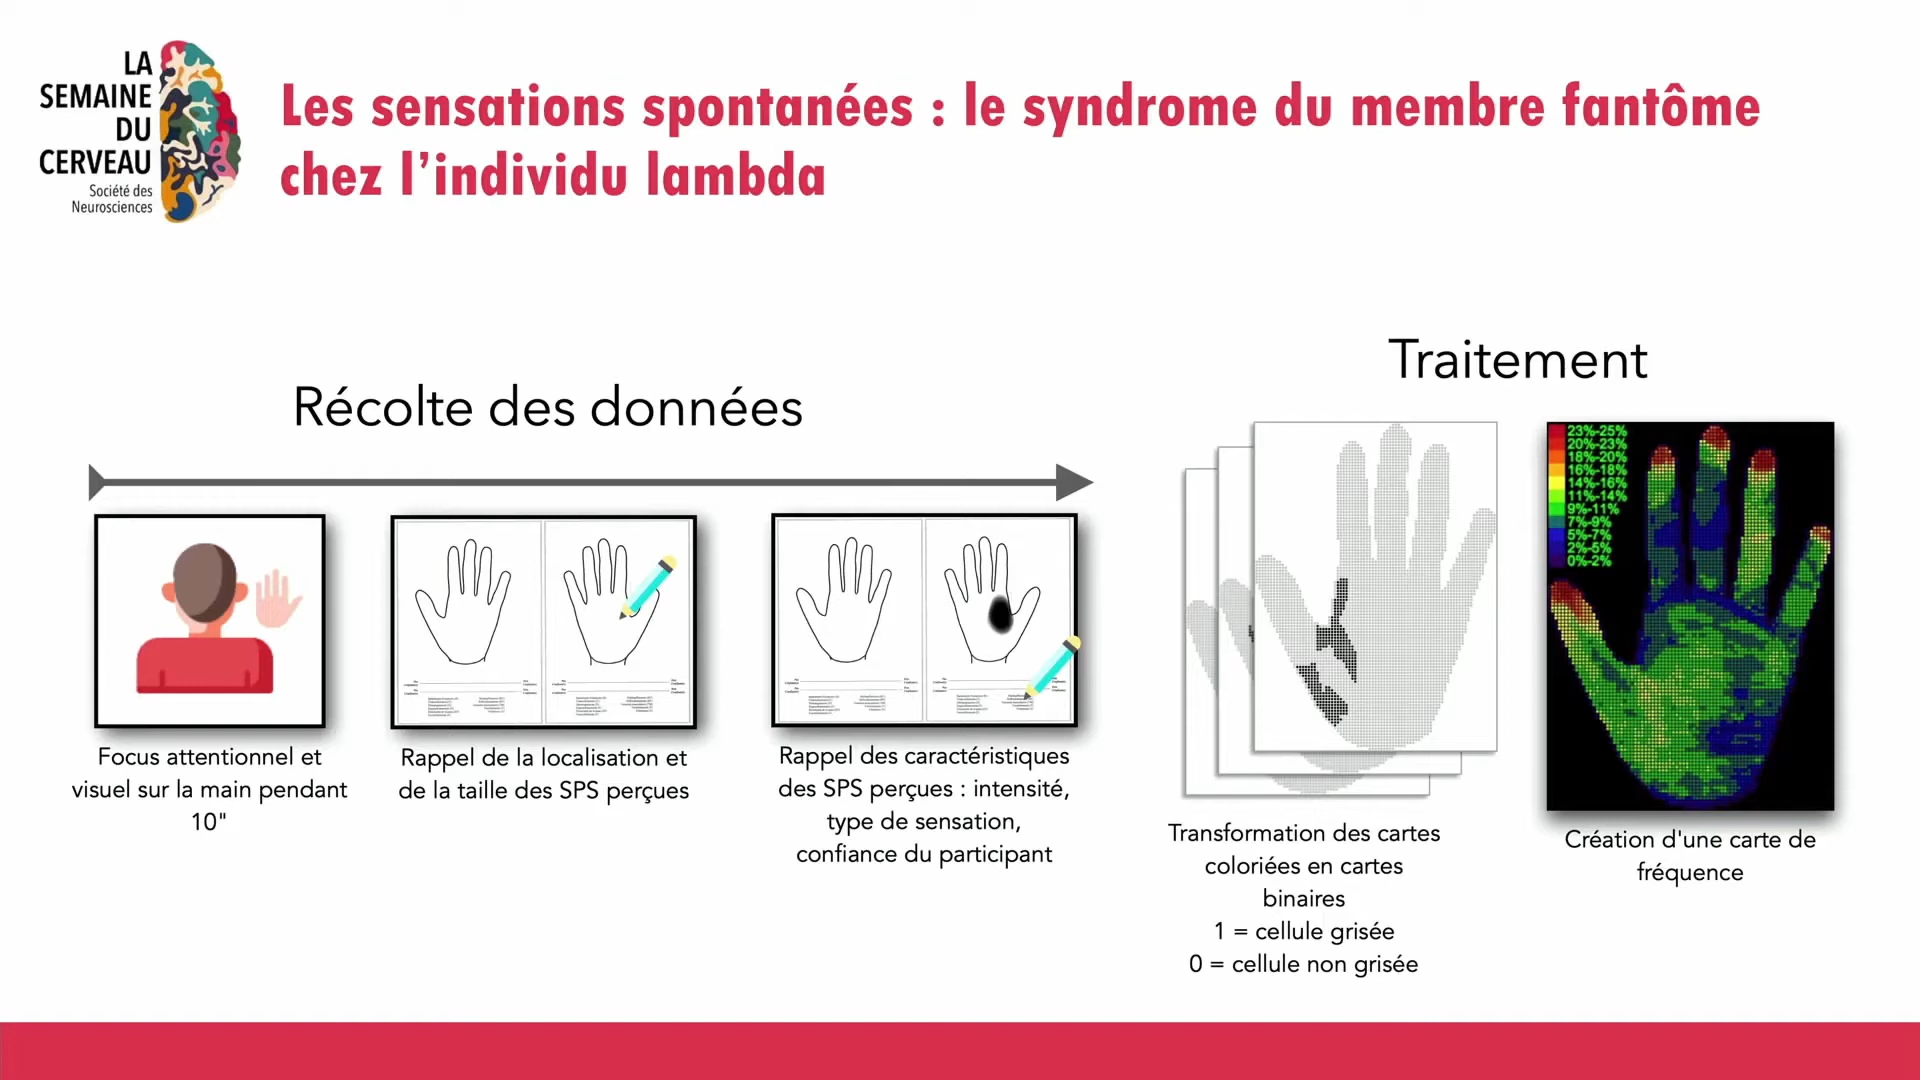 LA
SEMAINE
DU
CERVEAU
Société des
Neurosciences
Les sensations spontanées : le syndrome du membre fantôme
chez l’individu lambda
Récolte des données
Focus attentionnel et
visuel sur la main pendant
10"
Rappel de la localisation et
de la taille des SPS perçues
Rappel des caractéristiques
des SPS perçues : intensité,
type de sensation,
confiance du participant
Traitement
Transformation des cartes
coloriées en cartes
binaires
1 = cellule grisée
0 = cellule non grisée
23%-25%
20%-23%
18%-20%
16%-18%
14%-16%
11%-14%
9%-11%
7%-9%
5%-7%
2%-5%
0%-2%
Création d'une carte de
fréquence